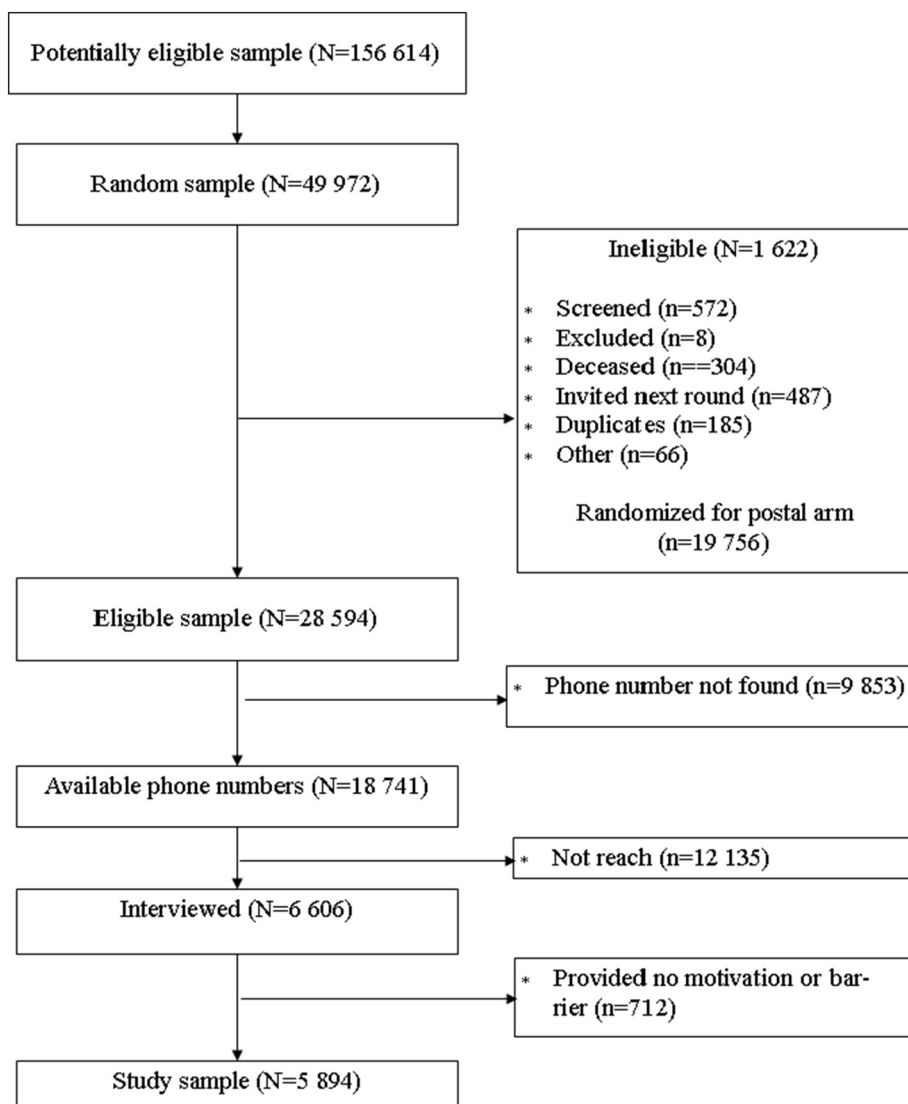 Potentially eligible sample (N=156 614)
Random sample (N=49 972)
Ineligible (N=1 622)
* Screened (n=572)
* Excluded (n=8)
* Deceased (n==304)
* Invited next round (n=487)
* Duplicates (n=185)
* Other (n=66)
Randomized for postal arm
(n=19 756)
Eligible sample (N=28 594)
* Phone number not found (n=9 853)
Available phone numbers (N=18 741)
* Not reach (n=12 135)
Interviewed (N=6 606)
* Provided no motivation or bar-
rier (n=712)
Study sample (N=5 894)